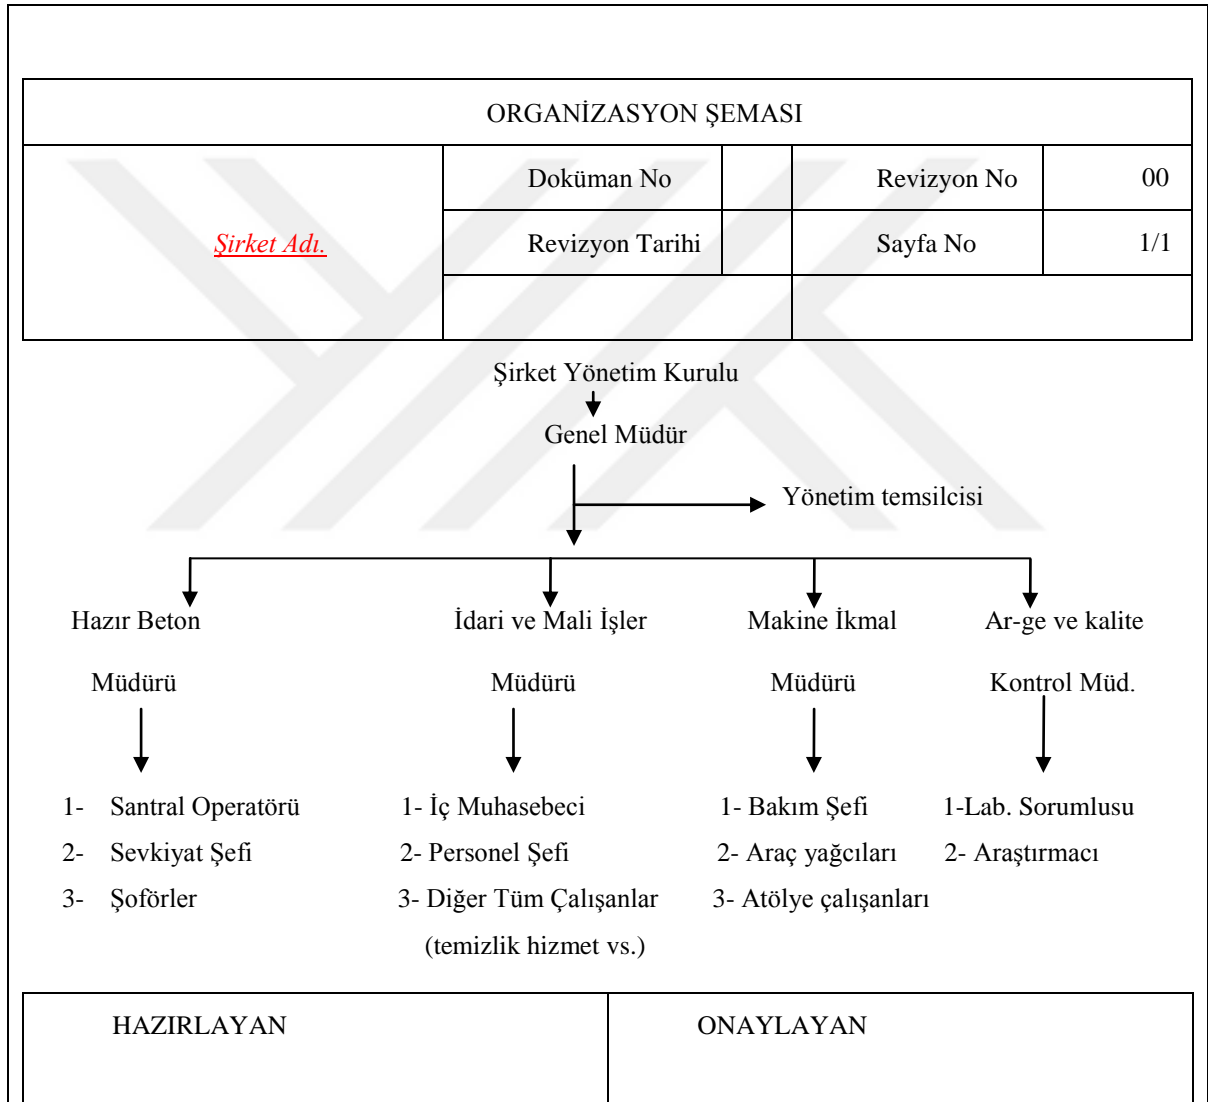 ORGANİZASYON ŞEMASI
Şirket Adı.
Doküman No
Revizyon No
00
Revizyon Tarihi
Sayfa No
1/1
Şirket Yönetim Kurulu
Genel Müdür
Yönetim temsilcisi
Hazır Beton
Müdürü
İdari ve Mali İşler
Müdürü
Makine İkmal
Müdürü
Ar-ge ve kalite
Kontrol Müd.
1- Santral Operatörü
2- Sevkiyat Şefi
3- Şoförler
1- İç Muhasebeci
2- Personel Şefi
3- Diğer Tüm Çalışanlar
(temizlik hizmet vs.)
1- Bakım Şefi
2- Araç yağcıları
3- Atölye çalışanları
1-Lab. Sorumlusu
2- Araştırmacı
HAZIRLAYAN
ONAYLAYAN